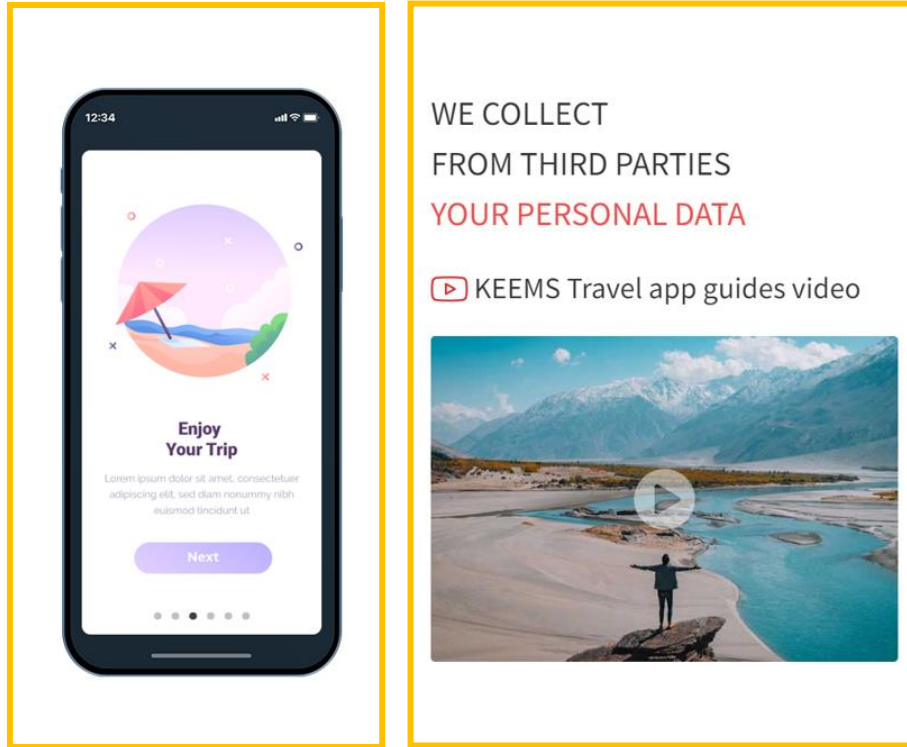 12:34
Enjoy
Your Trip
Lorem ipsum dolor sit amet, consectetuer
adipiscing elit, sed diam nonummy nibh
euismod tincidunt ut
Next
WE COLLECT
FROM THIRD PARTIES
YOUR PERSONAL DATA
KEEMS Travel app guides video